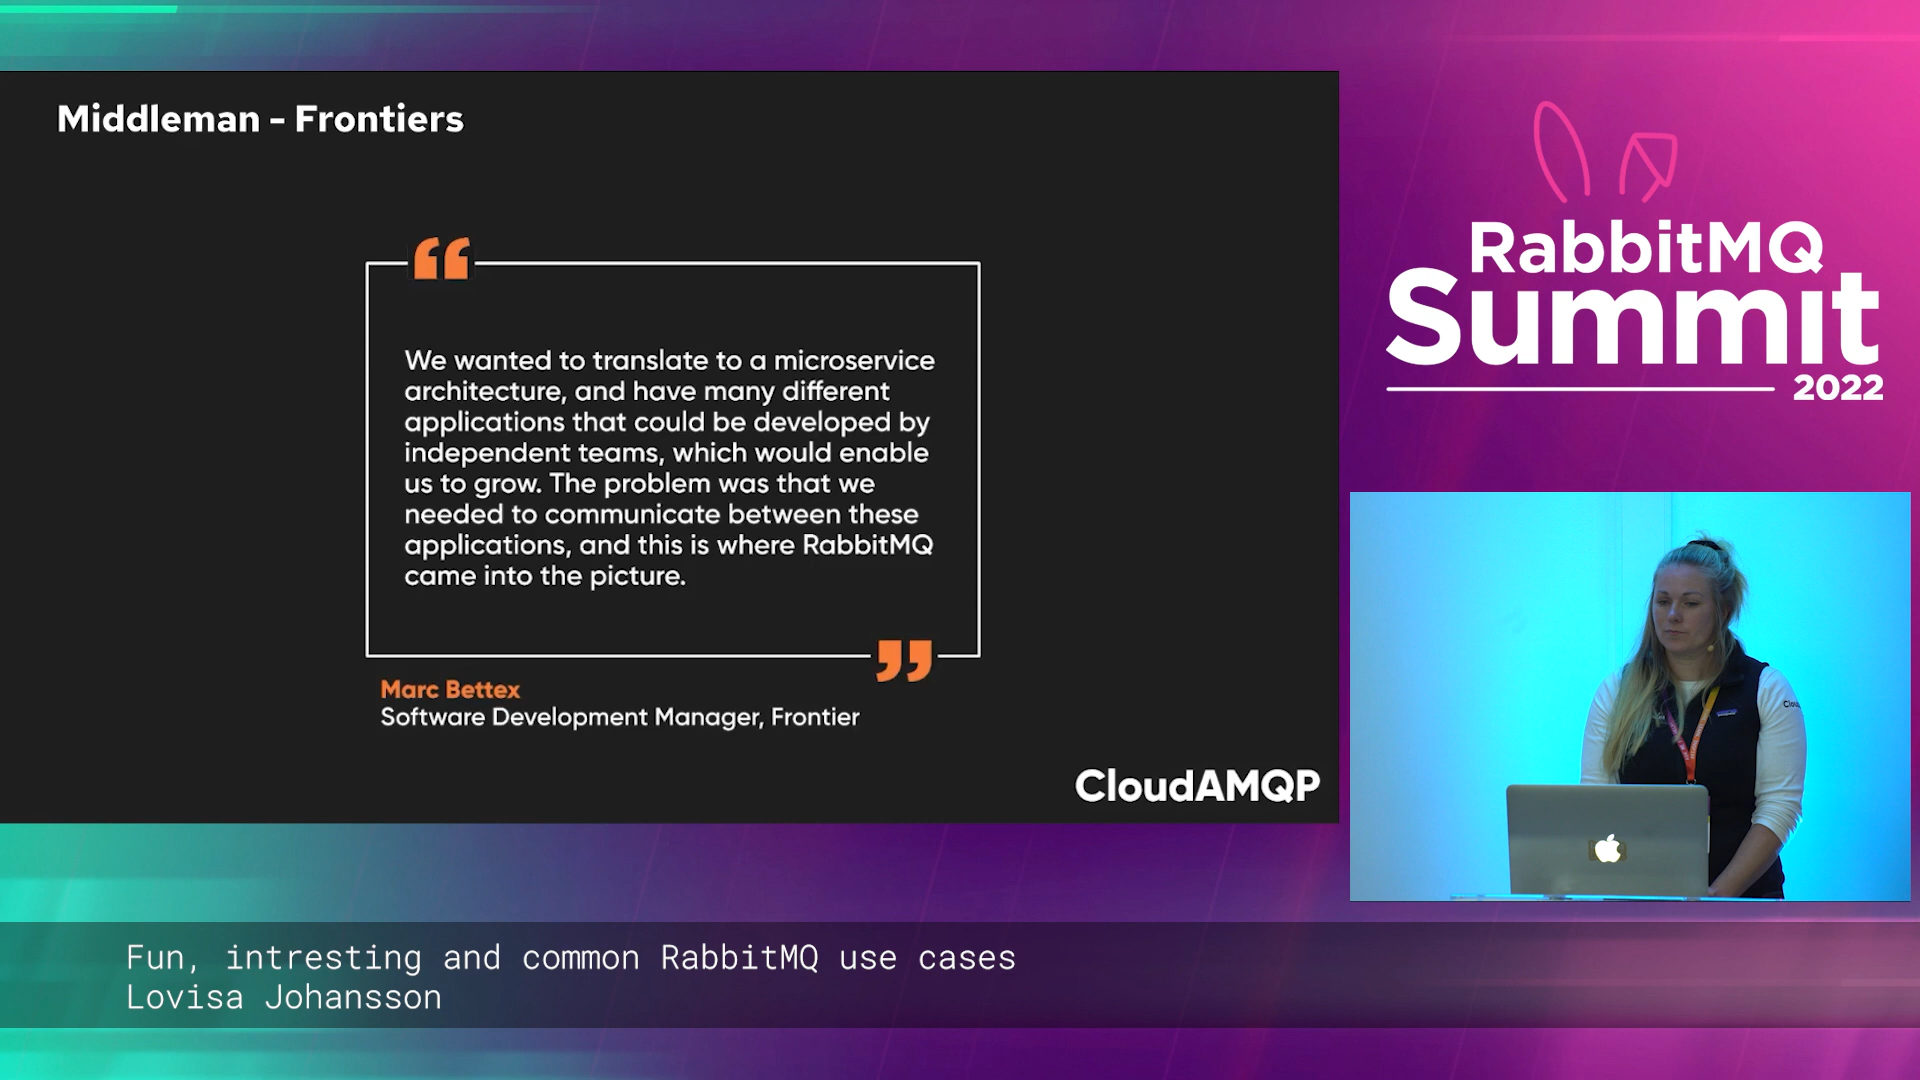 Middleman - Frontiers
We wanted to translate to a microservice
architecture, and have many different
applications that could be developed by
independent teams, which would enable
us to grow. The problem was that we
needed to communicate between these
applications, and this is where RabbitMQ
came into the picture.
Marc Bettex
Software Development Manager, Frontier
CloudAMQP
RabbitMQ
Summit
2022
Fun, intresting and common RabbitMQ use cases
Lovisa Johansson